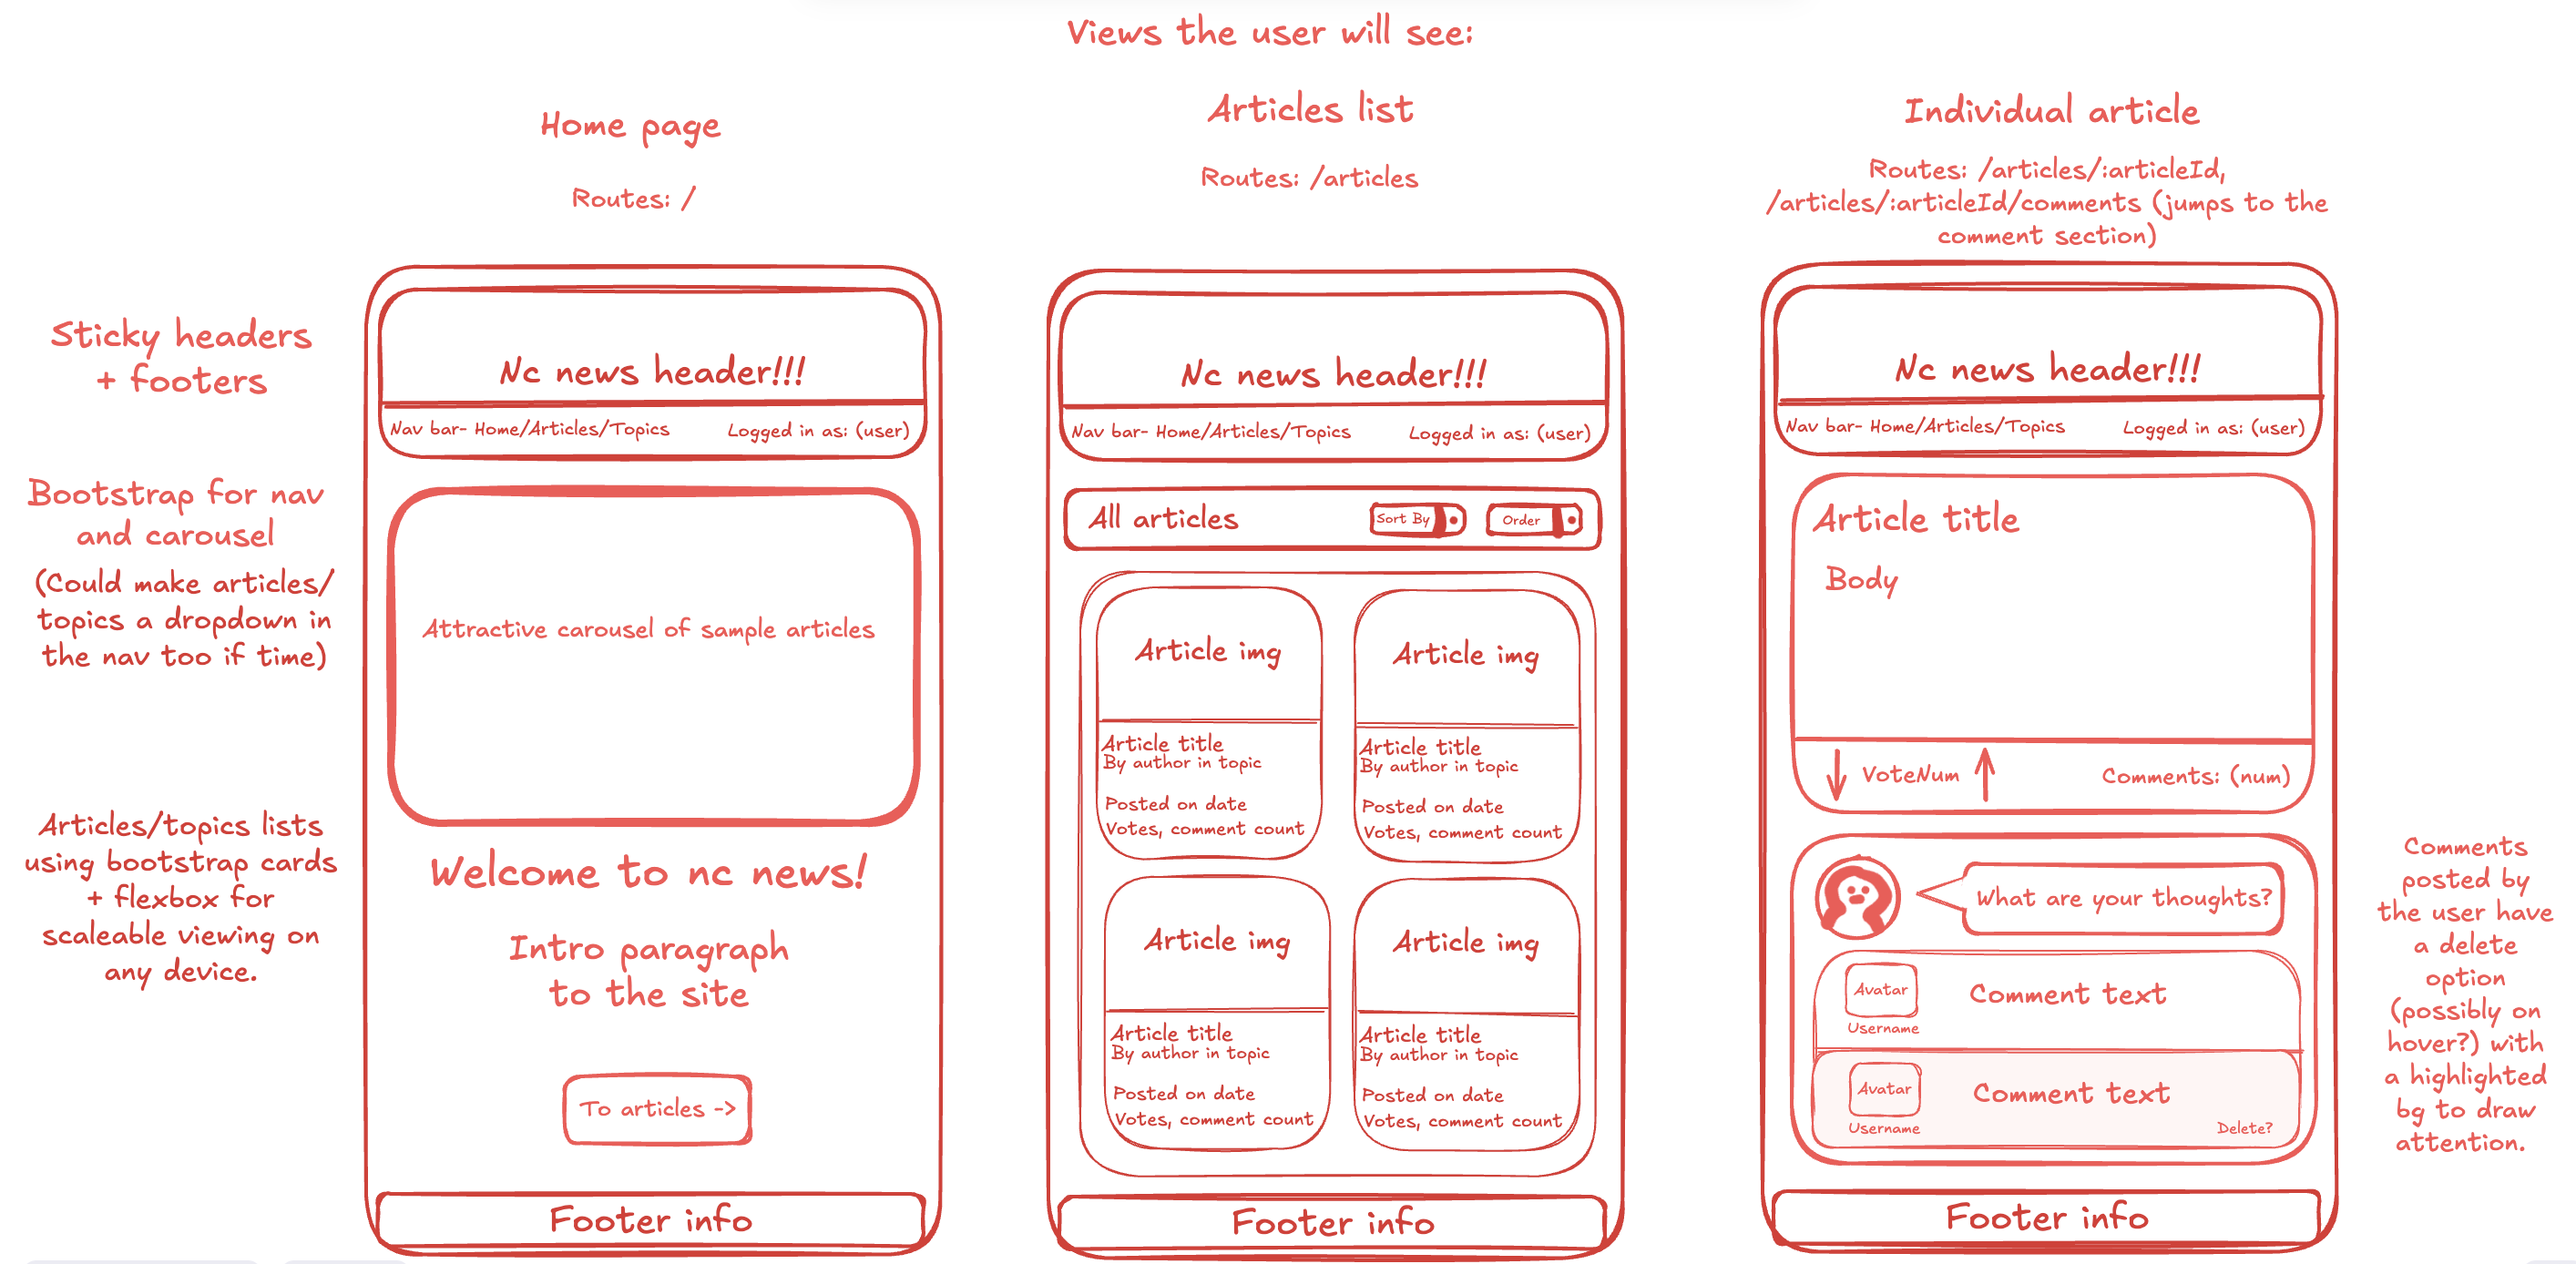 Views the user will see:
Home page
Routes: /
Sticky headers
+ footers
Bootstrap for nav
and carousel
(Could make articles/
topics a dropdown in
the nav too if time)
Articles/topics lists
using bootstrap cards
+ flexbox for
scaleable viewing on
any device.
Nc news header!!!
Nav bar- Home/Articles/Topics
Logged in as: (user)
Attractive carousel of sample articles
Welcome to nc news!
Intro paragraph
to the site
To articles ->
Footer info
Articles list
Routes: /articles
Nc news header!!!
Nav bar- Home/Articles/Topics
Logged in as: (user)
All articles
Sort By
Order
Article img
Article title
By author in topic
Posted on date
Votes, comment count
Article img
Article title
By author in topic
Posted on date
Votes, comment count
Article img
Article title
By author in topic
Posted on date
Votes, comment count
Article img
Article title
By author in topic
Posted on date
Votes, comment count
Footer info
Individual article
Routes: /articles/:articleId,
/articles/:articleId/comments (jumps to the
comment section)
Nc news header!!!
Nav bar- Home/Articles/Topics
Logged in as: (user)
Article title
Body
VoteNum
Comments: (num)
What are your thoughts?
Avatar
Username
Comment text
Avatar
Username
Comment text
Delete?
Footer info
Comments
posted by
the user have
a delete
option
(possibly on
hover?) with
a highlighted
bg to draw
attention.